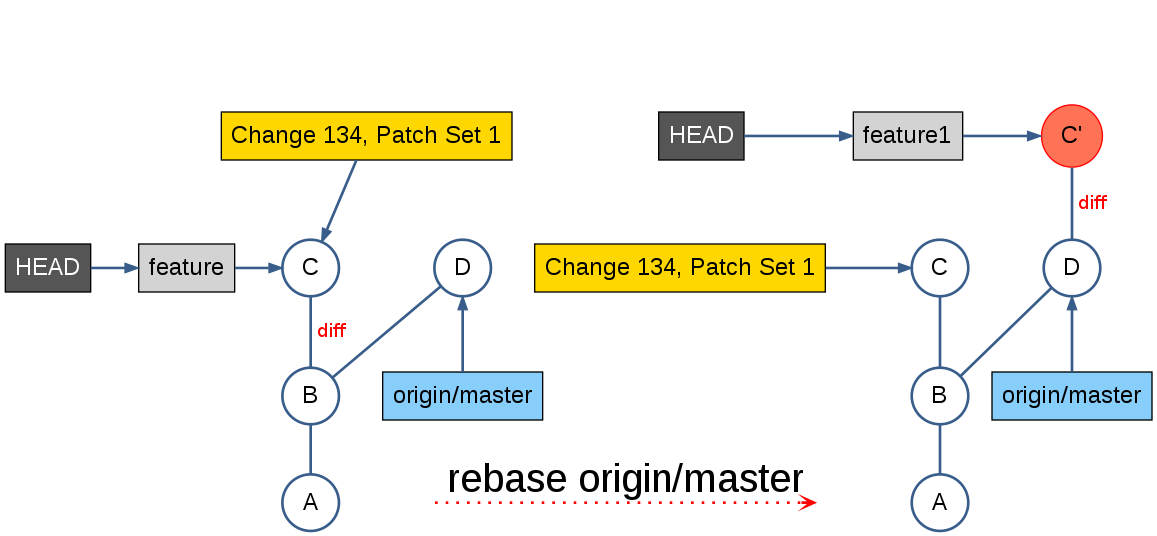 Change 134, Patch Set 1
HEAD
feature
C
D
diff
B
origin/master
A
rebase origin/master
HEAD
feature1
C'
diff
Change 134, Patch Set 1
C
D
B
origin/master
A